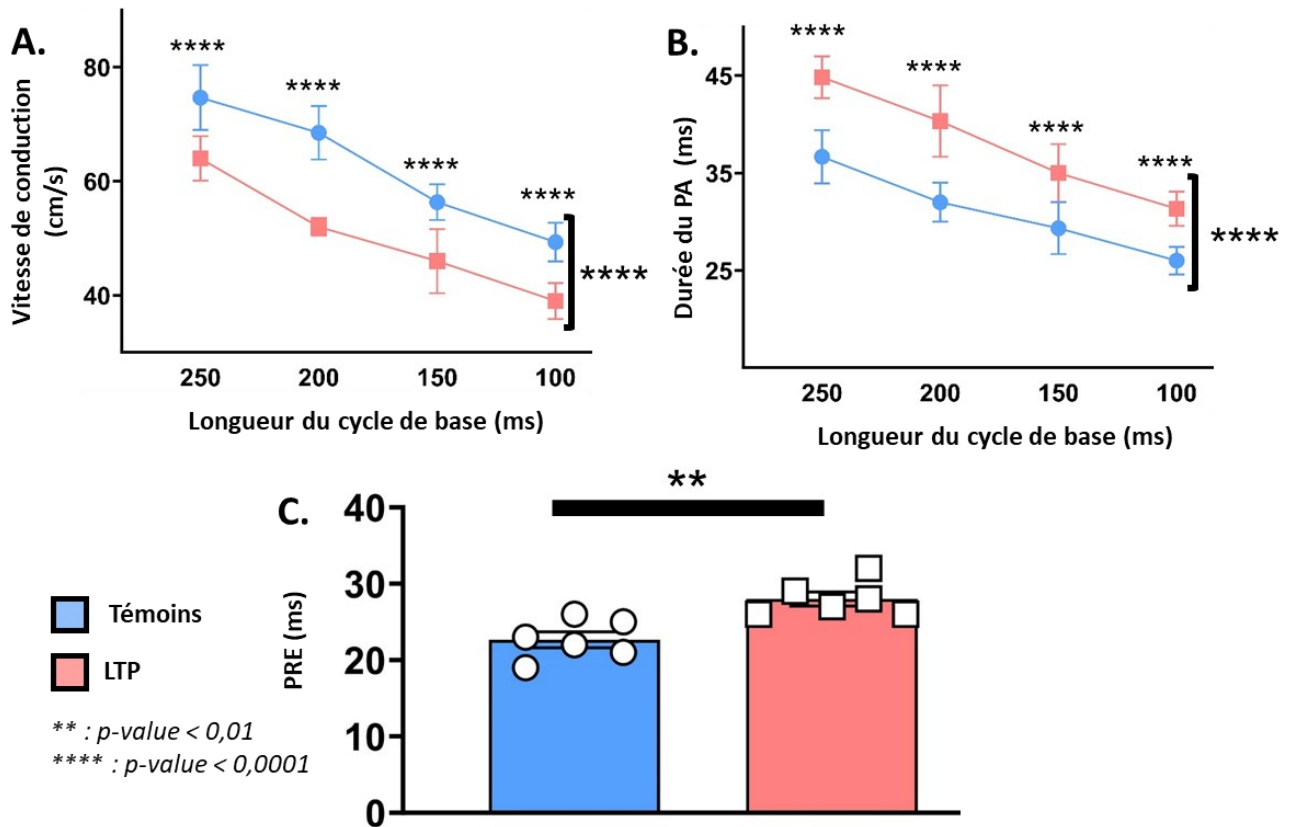 A.
Vitesse de conduction
(cm/s)
80
60
40
****
****
****
****
****
250 200 150 100
Longueur du cycle de base (ms)
B.
Durée du PA (ms)
45
35
25
****
****
****
****
****
250 200 150 100
Longueur du cycle de base (ms)
C.
PRE (ms)
40
30
20
10
0
**
Témoins
LTP
** : p-value < 0,01
**** : p-value < 0,0001